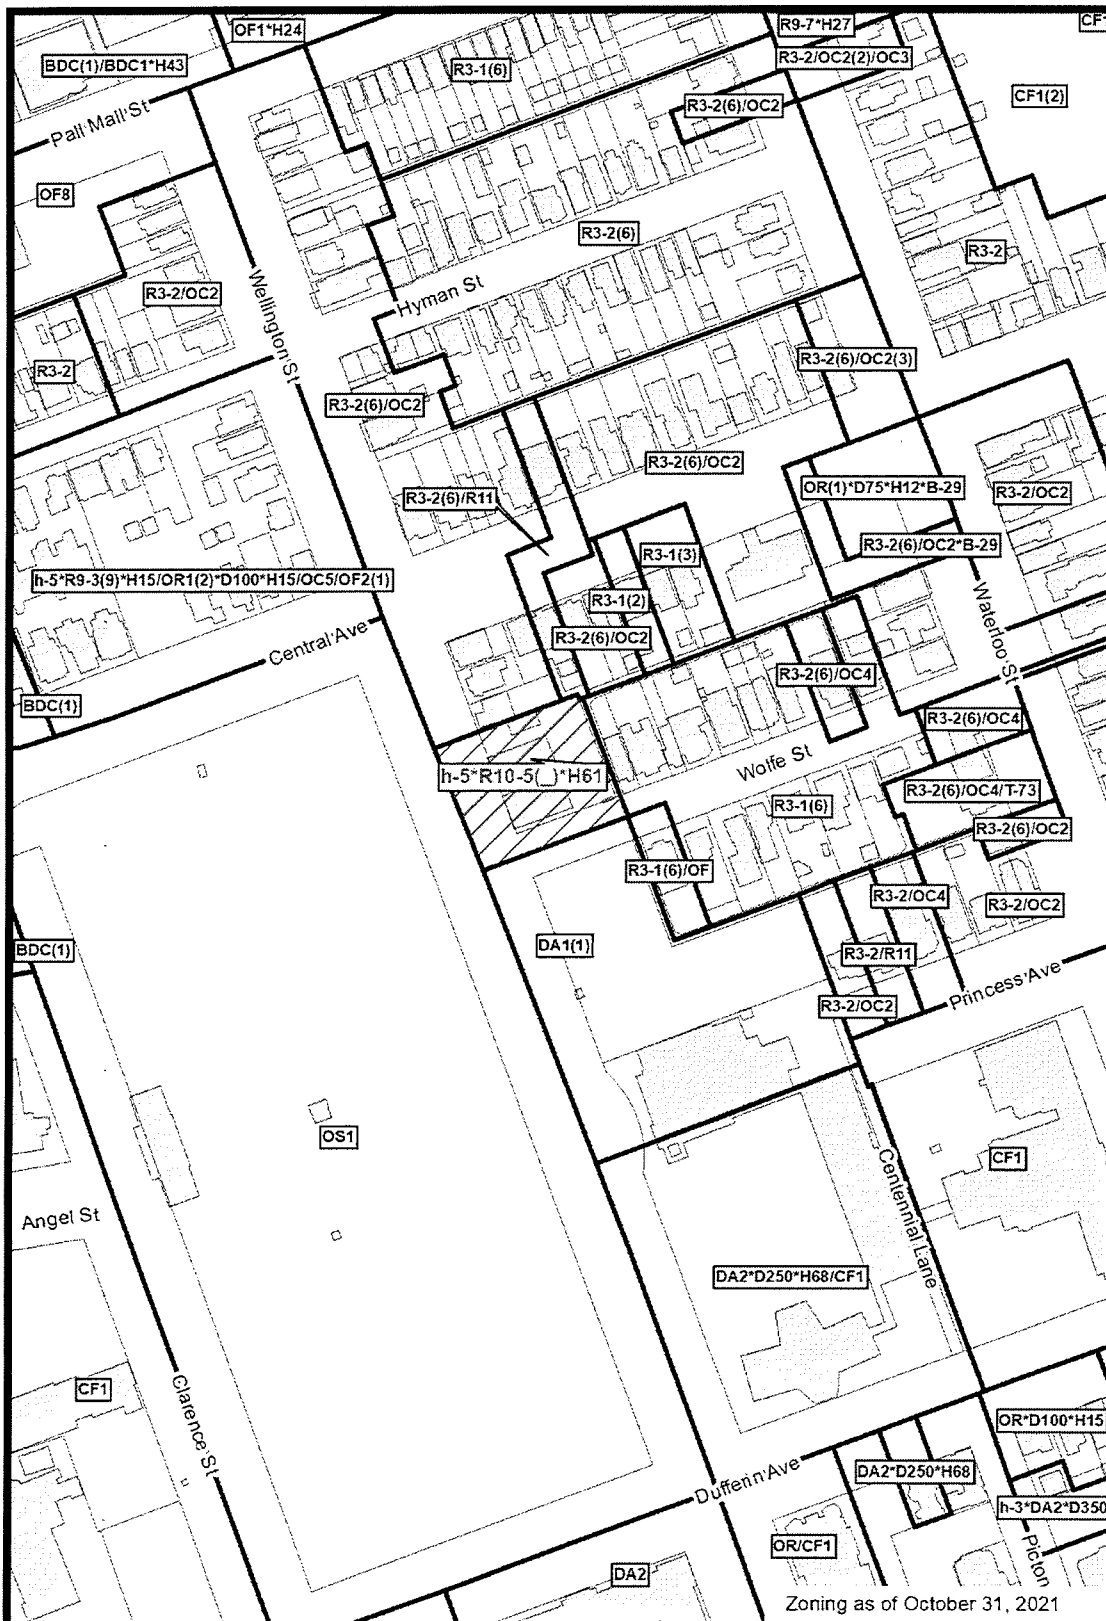 OF1*H24
R9-7*H27
CF1
BDC(1)/BDC1*H43
R3-1(6)
R3-2/OC2(2)/OC3
CF1(2)
R3-2(6)/OC2
Pall Mall St
OF8
R3-2(6)
R3-2
R3-2/OC2
Wellington St
Hyman St
R3-2
R3-2(6)/OC2(3)
R3-2(6)/OC2
R3-2(6)/OC2
R3-2(6)/R11
OR(1)*D75*H12*B-29
R3-2/OC2
R3-2(6)/OC2*B-29
R3-1(3)
h-5*R9-3(9)*H15/OR1(2)*D100*H15/OC5/OF2(1)
R3-1(2)
R3-2(6)/OC2
Waterloo St
Central Ave
R3-2(6)/OC4
BDC(1)
R3-2(6)/OC4
Wolfe St
h-5*R10-5(_)*H61
R3-2(6)/OC4/T-73
R3-1(6)
R3-2(6)/OC2
R3-1(6)/OF
R3-2/OC4
R3-2/OC2
DA1(1)
BDC(1)
R3-2/R11
Princess Ave
R3-2/OC2
OS1
CF1
Centennial Lane
Angel St
DA2*D250*H68/CF1
CF1
Clarence St
OR*D100*H15
Dufferin Ave
DA2*D250*H68
h-3*DA2*D350
OR/CF1
Picton
DA2
Zoning as of October 31, 2021